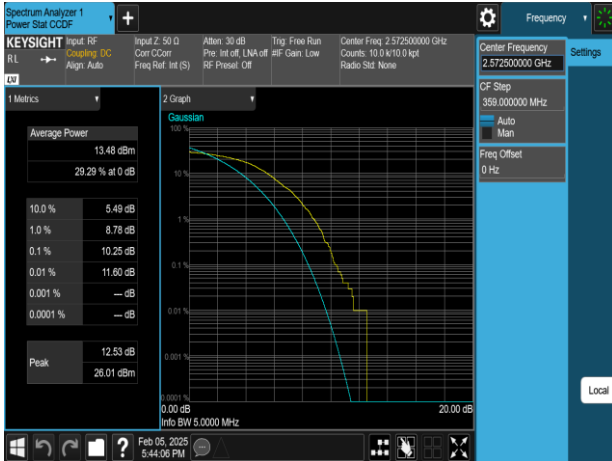 Spectrum Analyzer 1
Power Stat CCDF
+
Frequency
KEYSIGHT
RL
LXI
Input: RF
Coupling: DC
Align: Auto
Input Z: 50 Ω
Corr CCorr
Freq Ref: Int (S)
Atten: 30 dB
Pre: Int off, LNA off
RF Preset: Off
Trig: Free Run
#IF Gain: Low
Center Freq: 2.572500000 GHz
Counts: 10.0 k/10.0 kpt
Radio Std: None
Center Frequency
2.572500000 GHz
Settings
CF Step
359.000000 MHz
Auto
Man
Freq Offset
0 Hz
1 Metrics
Average Power
13.48 dBm
29.29 % at 0 dB
10.0 % 5.49 dB
1.0 % 8.78 dB
0.1 % 10.25 dB
0.01 % 11.60 dB
0.001 % --- dB
0.0001 % --- dB
Peak
12.53 dB
26.01 dBm
2 Graph
Gaussian
100 %
10 %
1 %
0.1 %
0.01 %
0.001 %
0.0001 %
0.00 dB
20.00 dB
Info BW 5.0000 MHz
Local
?
Feb 05, 2025
5:44:06 PM